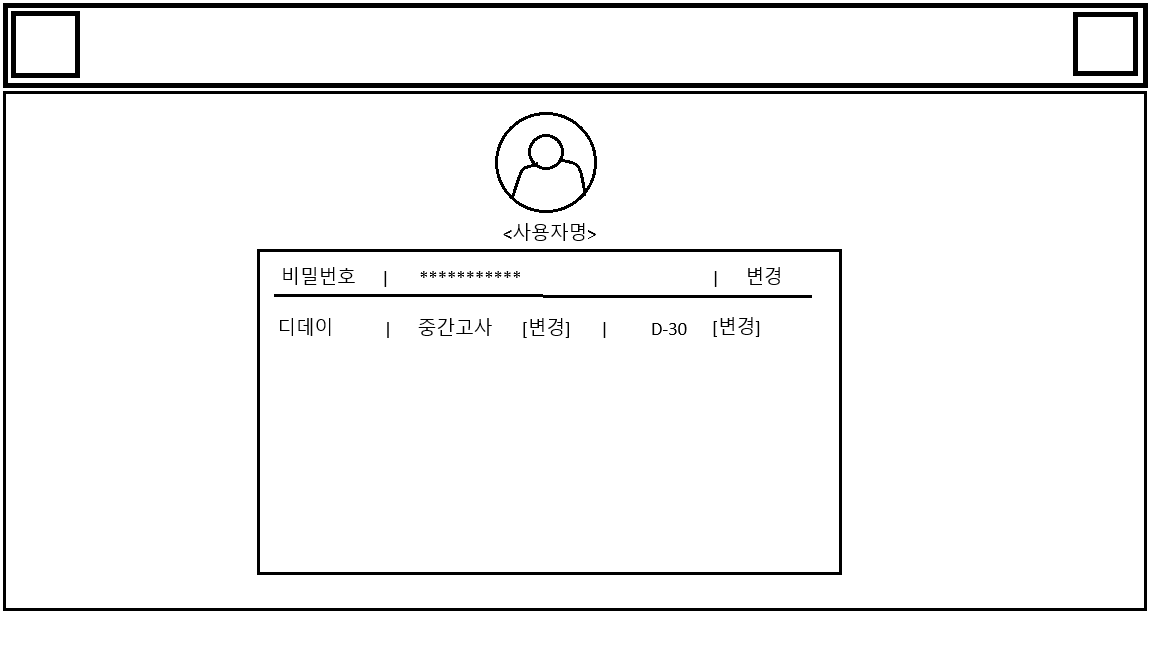 <사용자명>
비밀번호 | *********** | 변경
디데이 | 중간고사 [변경] | D-30 [변경]